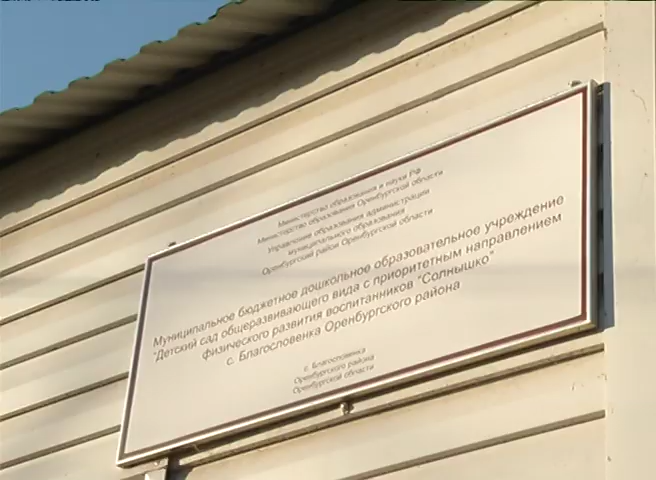 Министерство образования и науки РФ
Министерство образования Оренбургской области
Управление образования администрации
муниципального образования
Оренбургский район Оренбургской области
Муниципальное бюджетное дошкольное образовательное учреждение
"Детский сад общеразвивающего вида с приоритетным направлением
физического развития воспитанников "Солнышко"
с. Благословенка Оренбургского района
с. Благословенка
Оренбургского района
Оренбургской области